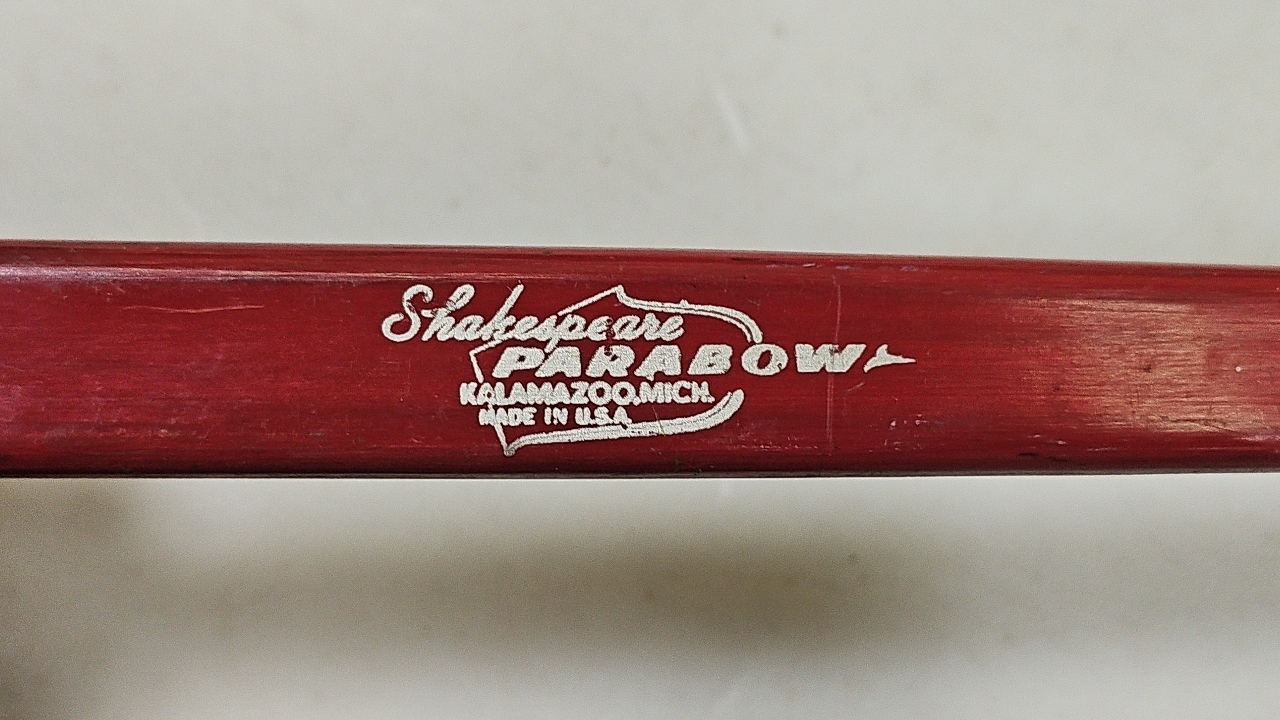 Shakespeare
PARABOW
KALAMAZOO, MICH.
MADE IN U.S.A.